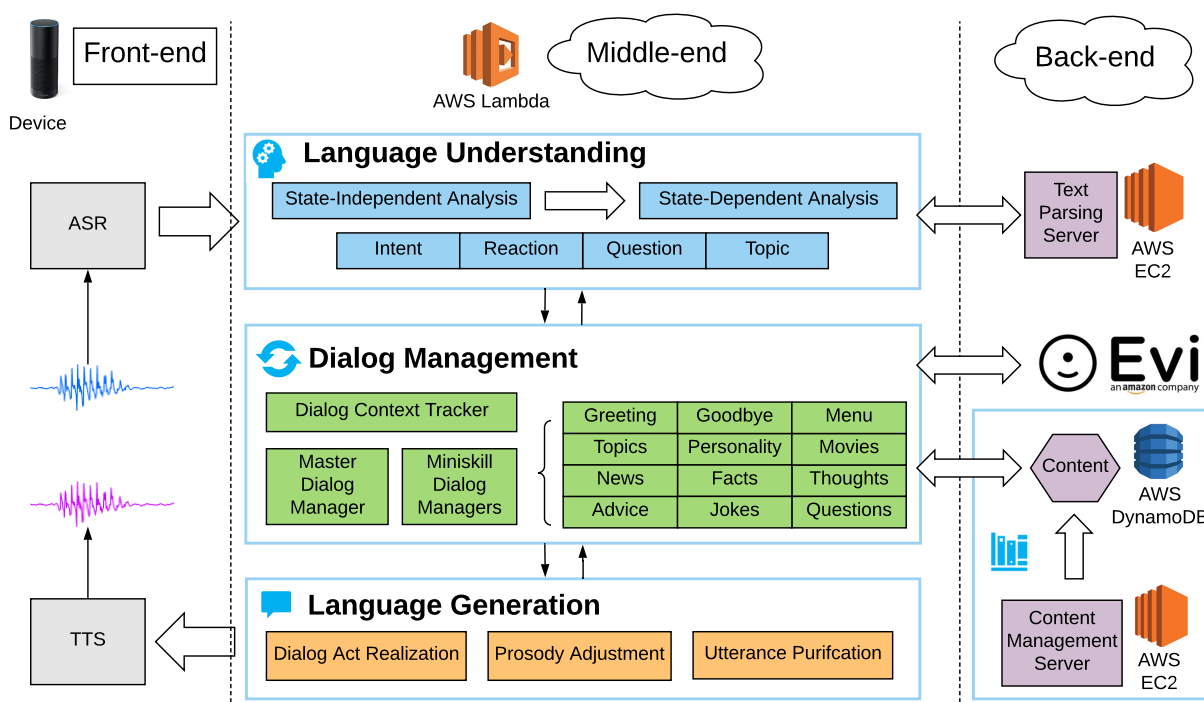 Front-end
Device
AWS Lambda
Middle-end
Back-end
Language Understanding
State-Independent Analysis
State-Dependent Analysis
Intent
Reaction
Question
Topic
ASR
Text
Parsing
Server
AWS
EC2
Dialog Management
Dialog Context Tracker
Master
Dialog
Manager
Miniskill
Dialog
Managers
Greeting
Goodbye
Menu
Topics
Personality
Movies
News
Facts
Thoughts
Advice
Jokes
Questions
Evi
an amazon company
Content
AWS
DynamoDB
Language Generation
Dialog Act Realization
Prosody Adjustment
Utterance Purifcation
TTS
Content
Management
Server
AWS
EC2